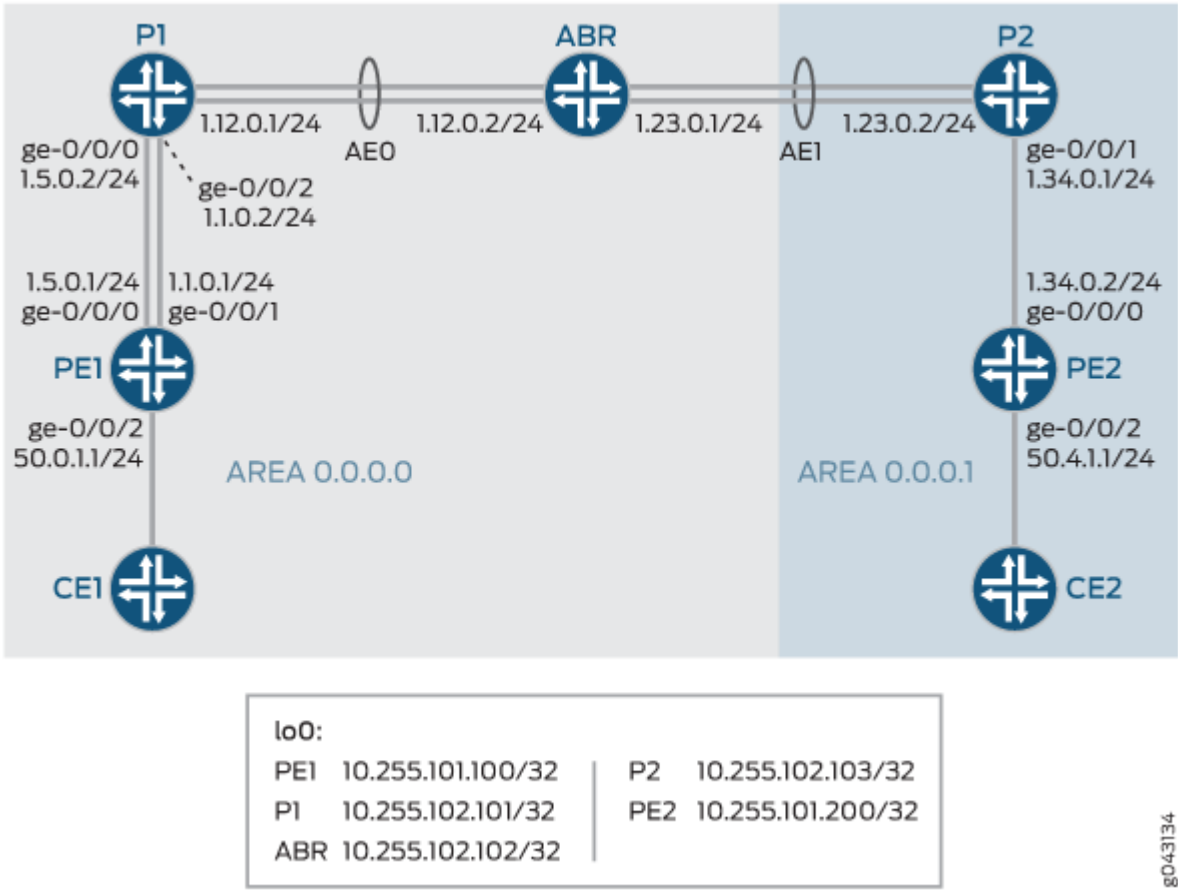 P1
ABR
P2
1.12.0.1/24
1.12.0.2/24
1.23.0.1/24
1.23.0.2/24
AE0
AE1
ge-0/0/0
1.5.0.2/24
ge-0/0/2
1.1.0.2/24
ge-0/0/1
1.34.0.1/24
1.5.0.1/24
ge-0/0/0
1.1.0.1/24
ge-0/0/1
1.34.0.2/24
ge-0/0/0
PE1
PE2
ge-0/0/2
50.0.1.1/24
ge-0/0/2
50.4.1.1/24
AREA 0.0.0.0
AREA 0.0.0.1
CE1
CE2
lo0:
PE1 10.255.101.100/32
P1 10.255.102.101/32
ABR 10.255.102.102/32
P2 10.255.102.103/32
PE2 10.255.101.200/32
g043134